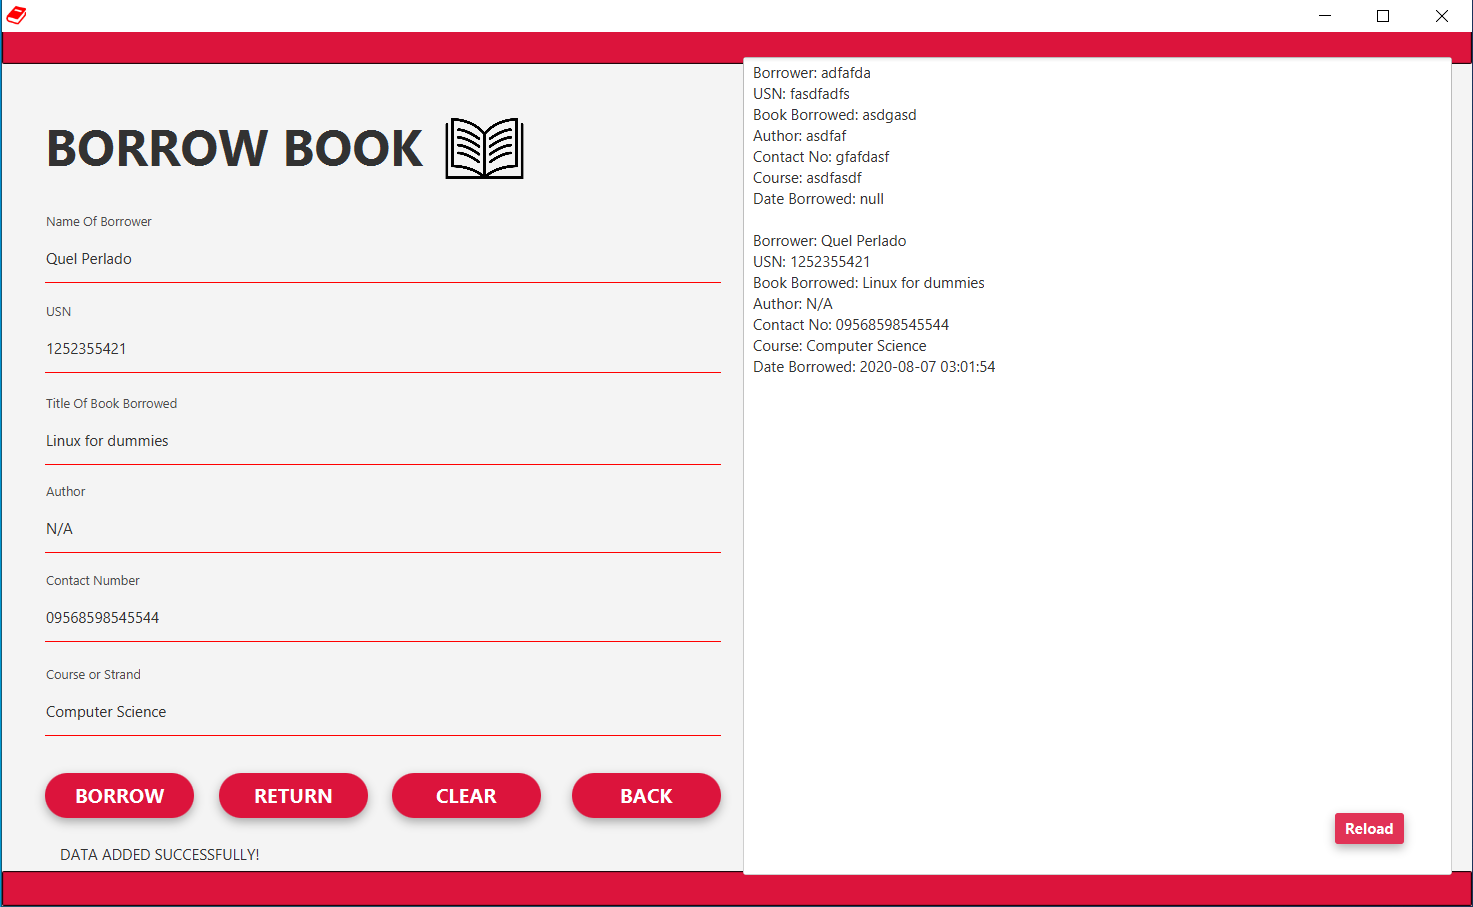 BORROW BOOK
Name Of Borrower
Quel Perlado
USN
1252355421
Title Of Book Borrowed
Linux for dummies
Author
N/A
Contact Number
09568598545544
Course or Strand
Computer Science
BORROW
RETURN
CLEAR
BACK
DATA ADDED SUCCESSFULLY!
Borrower: adfafda
USN: fasdfadfs
Book Borrowed: asdgasd
Author: asdfaf
Contact No: gfafdasf
Course: asdfasdf
Date Borrowed: null
Borrower: Quel Perlado
USN: 1252355421
Book Borrowed: Linux for dummies
Author: N/A
Contact No: 09568598545544
Course: Computer Science
Date Borrowed: 2020-08-07 03:01:54
Reload